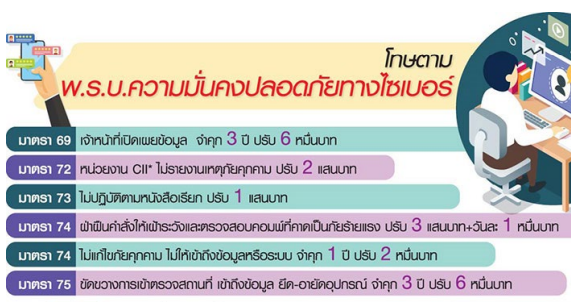 โทษตาม
พ.ร.บ.ความมั่นคงปลอดภัยทางไซเบอร์
มาตรา 69 เจ้าหน้าที่เปิดเผยข้อมูล จำคุก 3 ปี ปรับ 6 หมื่นบาท
มาตรา 72 หน่วยงาน CII* ไม่รายงานเหตุภัยคุกคาม ปรับ 2 แสนบาท
มาตรา 73 ไม่ปฏิบัติตามหนังสือเรียก ปรับ 1 แสนบาท
มาตรา 74 ฝ่าฝืนคำสั่งให้เฝ้าระวังและตรวจสอบคอมพ์ที่คาดเป็นภัยร้ายแรง ปรับ 3 แสนบาท+วันละ 1 หมื่นบาท
มาตรา 74 ไม่แก้ไขภัยคุกคาม ไม่ให้เข้าถึงข้อมูลหรือระบบ จำคุก 1 ปี ปรับ 2 หมื่นบาท
มาตรา 75 ขัดขวางการเข้าตรวจสถานที่ เข้าถึงข้อมูล ยึด-อายัดอุปกรณ์ จำคุก 3 ปี ปรับ 6 หมื่นบาท